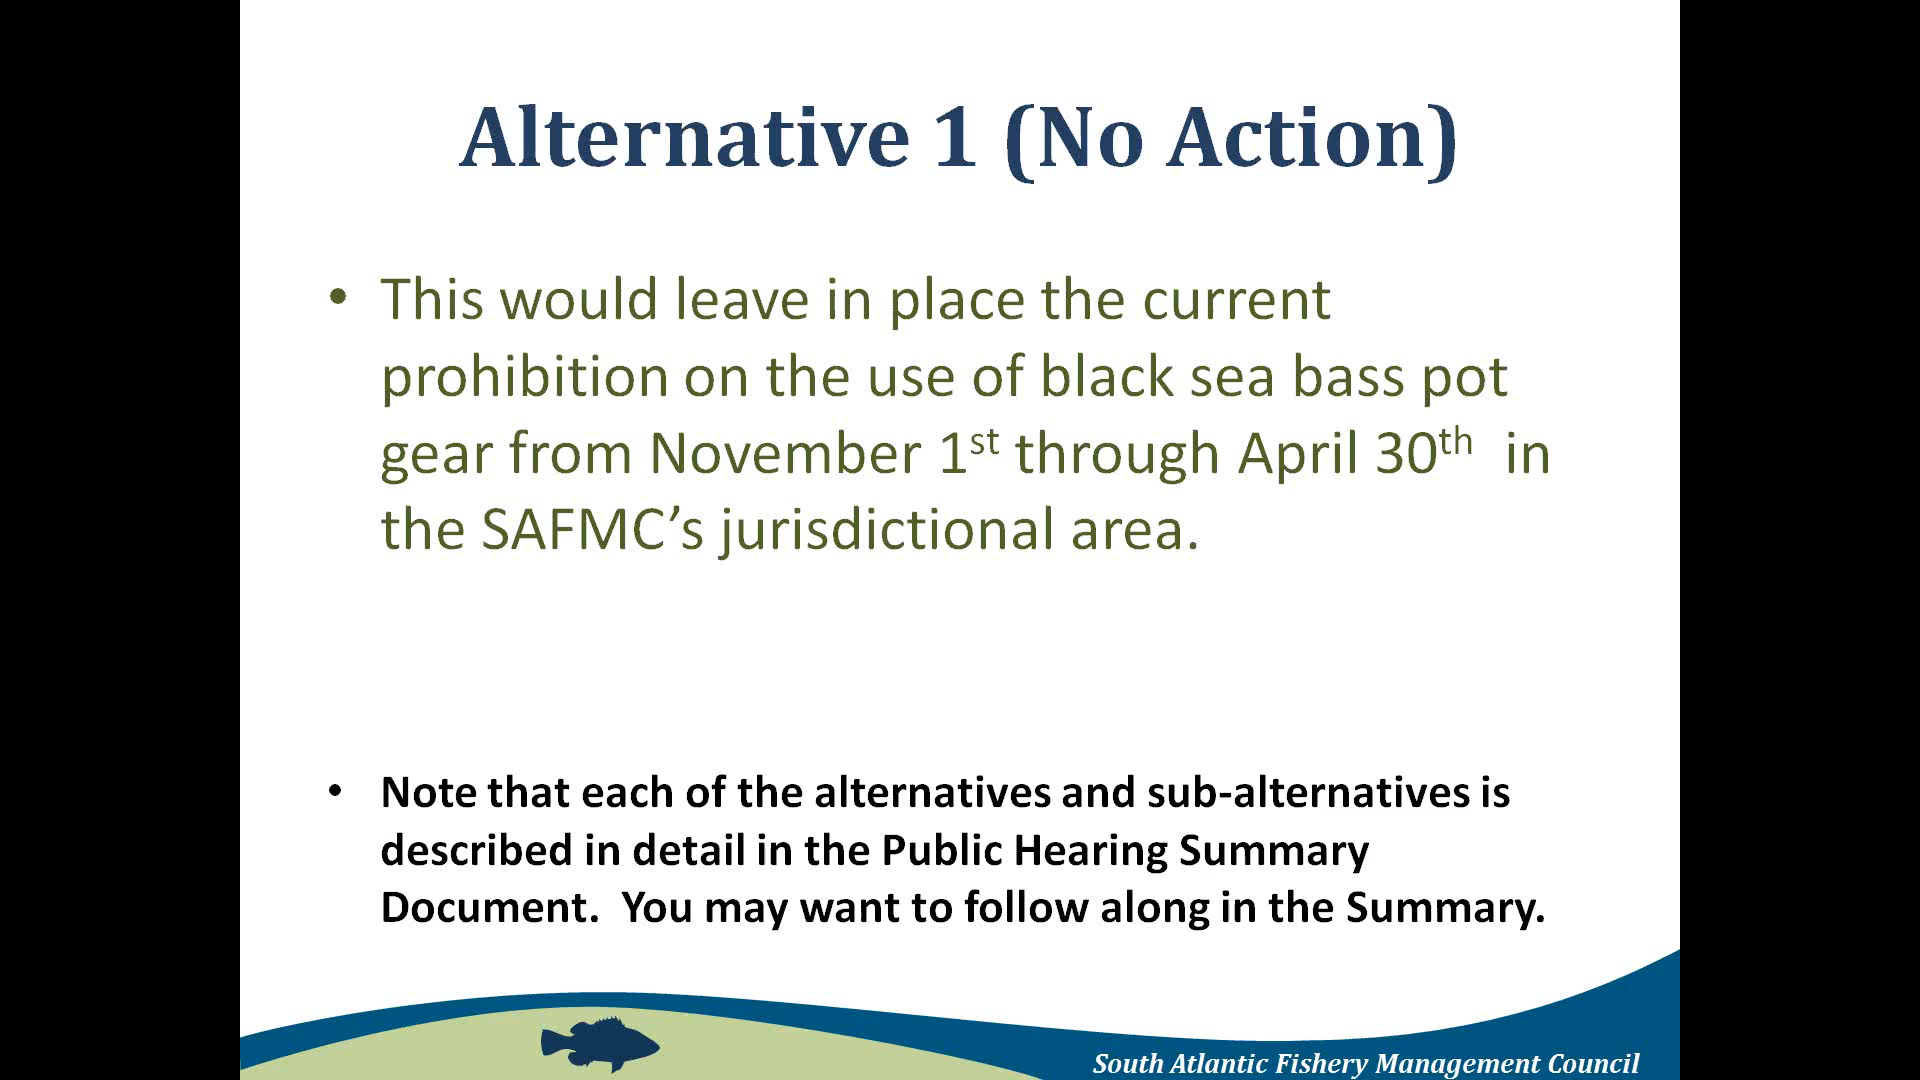 Alternative 1 (No Action)
• This would leave in place the current
prohibition on the use of black sea bass pot
gear from November 1st through April 30th in
the SAFMC’s jurisdictional area.
• Note that each of the alternatives and sub-alternatives is
described in detail in the Public Hearing Summary
Document. You may want to follow along in the Summary.
South Atlantic Fishery Management Council